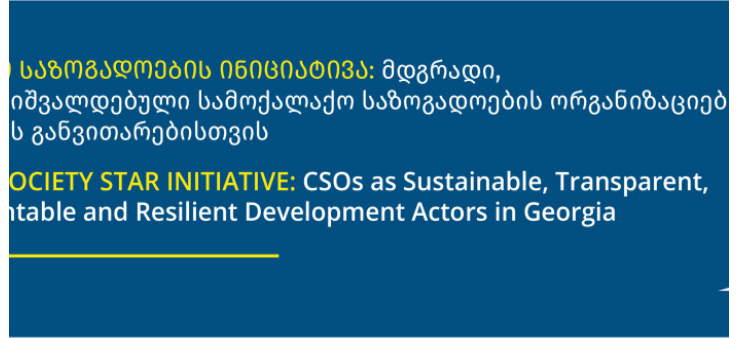 საზოგადოების ინიციატივა: მდგრადი,
იშვალდებული სამოქალაქო საზოგადოების ორგანიზაციებ
ს განვითარებისთვის
OCIETY STAR INITIATIVE: CSOs as Sustainable, Transparent,
ntable and Resilient Development Actors in Georgia